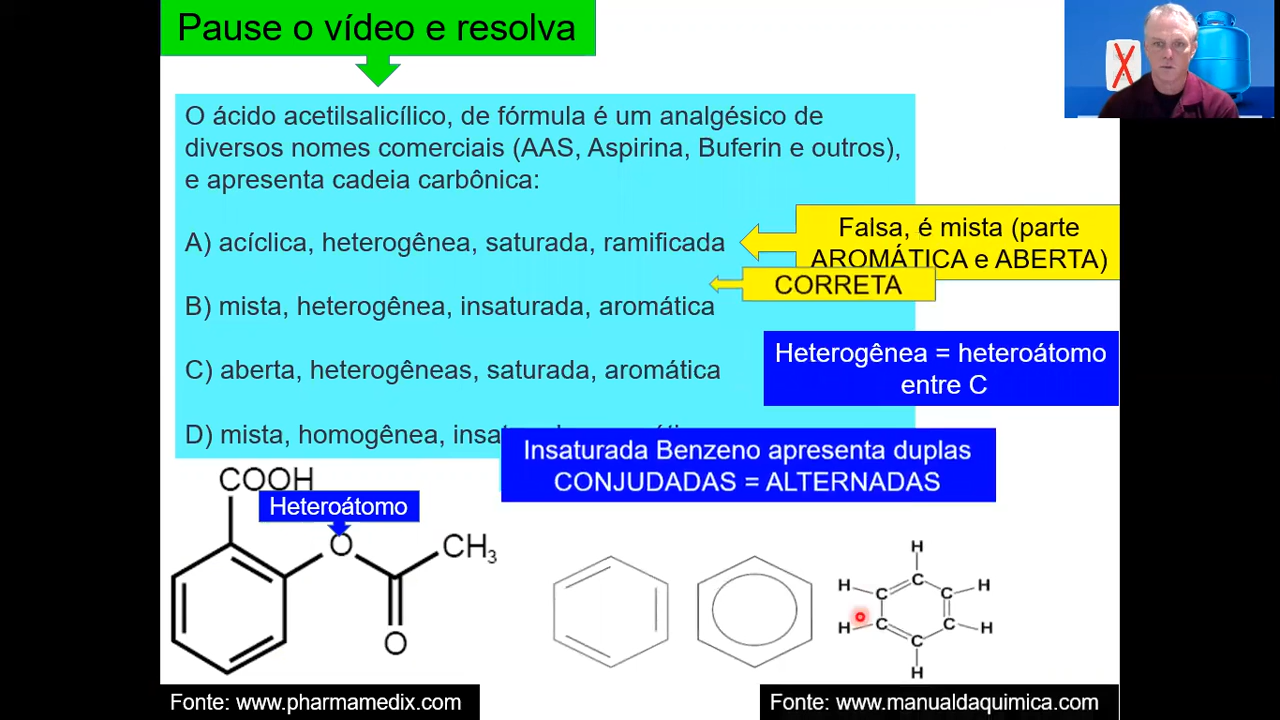 Pause o vídeo e resolva
O ácido acetilsalicílico, de fórmula é um analgésico de
diversos nomes comerciais (AAS, Aspirina, Buferin e outros),
e apresenta cadeia carbônica:
A) acíclica, heterogênea, saturada, ramificada
Falsa, é mista (parte
AROMÁTICA e ABERTA)
CORRETA
B) mista, heterogênea, insaturada, aromática
Heterogênea = heteroátomo
entre C
C) aberta, heterogêneas, saturada, aromática
D) mista, homogênea,
Insaturada Benzeno apresenta duplas
CONJUDADAS = ALTERNADAS
COOH
Heteroátomo
O
CH3
O
H
H
C
H
C
C
H
C
C
H
C
H
Fonte: www.pharmamedix.com
Fonte: www.manualdaquimica.com